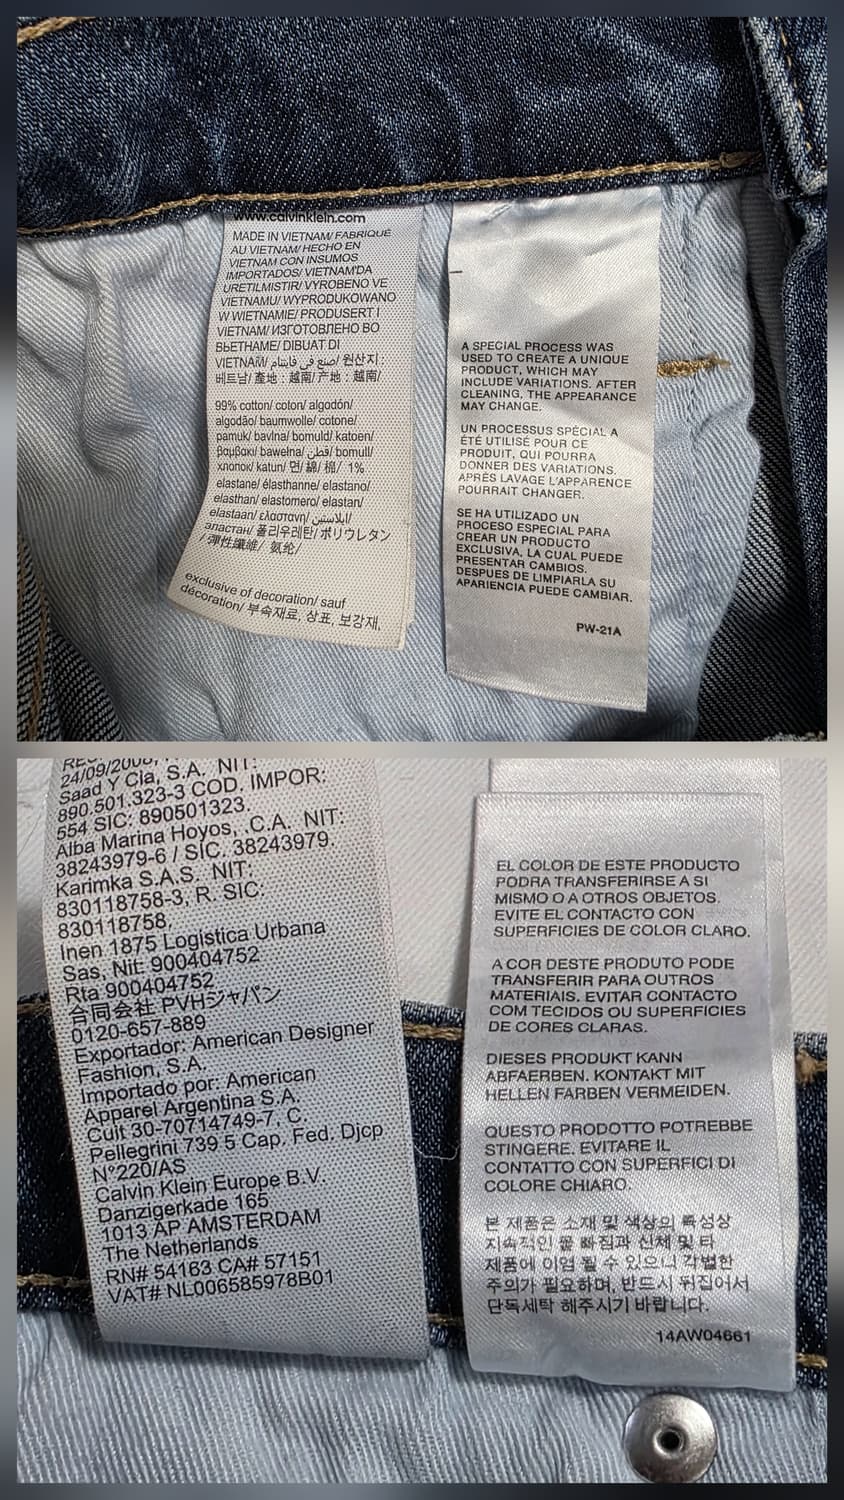 www.calvinklein.com
MADE IN VIETNAM/ FABRIQUÉ
AU VIETNAM/ HECHO EN
VIETNAM CON INSUMOS
IMPORTADOS/ VIETNAM'DA
URETILMISTIR/ VYROBENO VE
VIETNAMU/ WYPRODUKOWANO
W WIETNAMIE/ PRODUSERT I
VIETNAM/ ИЗГОТОВЛЕНО ВО
ВЬЕТНАМЕ/ DIBUAT DI
VIETNAM/ صنع في فايتنام/ 원산지 :
베트남/ 產地 : 越南/ 产地 : 越南/
99% cotton/ coton/ algodón/
algodão/ baumwolle/ cotone/
pamuk/ bavlna/ bomuld/ katoen/
βαμβακι/ bawełna/ قطن/ bomull/
хлопок/ katun/ 면/ 綿/ 棉/ 1%
elastane/ élasthanne/ elastano/
elasthan/ elastomero/ elastan/
elastaan/ ελαστανη/ ايلاستين/
эластан/ 폴리우레탄/ ポリウレタン
/ 彈性纖維/ 氨纶/
exclusive of decoration/ sauf
décoration/ 부속재료, 상표, 보강재,
A SPECIAL PROCESS WAS
USED TO CREATE A UNIQUE
PRODUCT, WHICH MAY
INCLUDE VARIATIONS. AFTER
CLEANING, THE APPEARANCE
MAY CHANGE.
UN PROCESSUS SPÉCIAL A
ÉTÉ UTILISÉ POUR CE
PRODUIT, QUI POURRA
DONNER DES VARIATIONS.
APRÉS LAVAGE L'APPARENCE
POURRAIT CHANGER.
SE HA UTILIZADO UN
PROCESO ESPECIAL PARA
CREAR UN PRODUCTO
EXCLUSIVA, LA CUAL PUEDE
PRESENTAR CAMBIOS.
DESPUES DE LIMPIARLA SU
APARIENCIA PUEDE CAMBIAR.
PW-21A
24/09/2008,
Saad Y Cia, S.A. NIT:
890.501.323-3 COD. IMPOR:
554 SIC: 890501323.
Alba Marina Hoyos, .C.A. NIT:
38243979-6 / SIC. 38243979.
Karimka S.A.S. NIT:
830118758-3, R. SIC:
830118758,
Inen 1875 Logistica Urbana
Sas, Nit: 900404752
Rta 900404752
合同会社 PVHジャパン
0120-657-889
Exportador: American Designer
Fashion, S.A.
Importado por: American
Apparel Argentina S.A.
Cuit 30-70714749-7, C.
Pellegrini 739 5 Cap. Fed. Djcp
N°220/AS
Calvin Klein Europe B.V.
Danzigerkade 165
1013 AP AMSTERDAM
The Netherlands
RN# 54163 CA# 57151
VAT# NL006585978B01
EL COLOR DE ESTE PRODUCTO
PODRA TRANSFERIRSE A SI
MISMO O A OTROS OBJETOS.
EVITE EL CONTACTO CON
SUPERFICIES DE COLOR CLARO.
A COR DESTE PRODUTO PODE
TRANSFERIR PARA OUTROS
MATERIAIS. EVITAR CONTACTO
COM TECIDOS OU SUPERFICIES
DE CORES CLARAS.
DIESES PRODUKT KANN
ABFAERBEN. KONTAKT MIT
HELLEN FARBEN VERMEIDEN.
QUESTO PRODOTTO POTREBBE
STINGERE. EVITARE IL
CONTATTO CON SUPERFICI DI
COLORE CHIARO.
본 제품은 소재 및 색상의 특성상
지속적인 물 빠짐과 신체 및 타
제품에 이염 될 수 있으니 각별한
주의가 필요하며, 반드시 뒤집어서
단독세탁 해주시기 바랍니다.
14AW04661